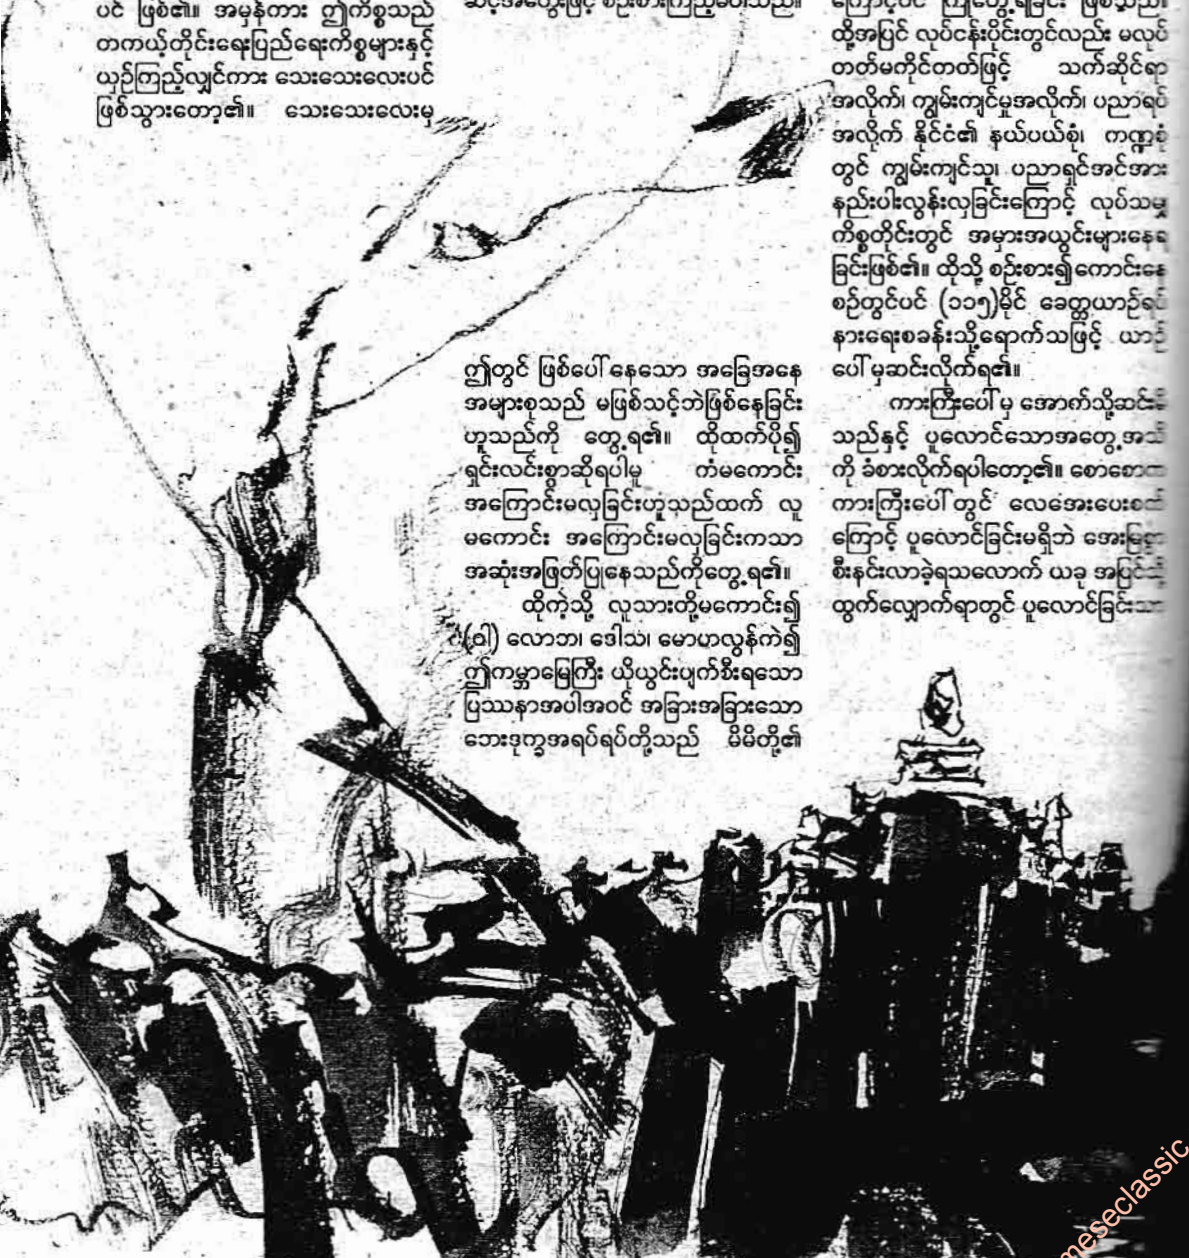 ပင် ဖြစ်၏။ အမှန်တား ဤကိစ္စသည်
တကယ့်တိုင်းရေးပြည်ရေးကိစ္စများနှင့်
ယှဉ်ကြည့်လျှင်ကား သေးသေးလေးပင်
ဖြစ်သွားတော့၏။ သေးသေးလေးမှ
ဤတွင် ဖြစ်ပေါ်နေသော အခြေအနေ
အများစုသည် မဖြစ်သင့်ဘဲဖြစ်နေခြင်း
ဟူသည်ကို တွေ့ရ၏။ ထို့ထက်ပို၍
ရှင်းလင်းစွာဆိုရပါမူ ကံမကောင်း
အကြောင်းမလှခြင်းဟူသည်ထက် လူ
မကောင်း အကြောင်းမလှခြင်းကသာ
အဆုံးအဖြတ်ပြုနေသည်ကိုတွေ့ရ၏။
ထိုကဲ့သို့ လူသားတို့မကောင်း၍
(ဝါ) လောဘ၊ ဒေါသ၊ မောဟလွန်ကဲ၍
ဤကမ္ဘာမြေကြီး ယိုယွင်းပျက်စီးရသော
ပြဿနာအပါအဝင် အခြားအခြားသော
ဘေးဒုက္ခအရပ်ရပ်တို့သည် မိမိတို့၏
ထို့အပြင် လုပ်ငန်းပိုင်းတွင်လည်း မလုပ်
တတ်မကိုင်တတ်ဖြင့် သက်ဆိုင်ရာ
အလိုက်၊ ကျွမ်းကျင်မှုအလိုက်၊ ပညာရပ်
အလိုက် နိုင်ငံ၏ နယ်ပယ်စုံ၊ ကဏ္ဍစုံ
တွင် ကျွမ်းကျင်သူ၊ ပညာရှင်အင်အား
နည်းပါးလွန်းလှခြင်းကြောင့် လုပ်သမျှ
ကိစ္စတိုင်းတွင် အမှားအယွင်းများနေရ
ခြင်းဖြစ်၏။ ထိုသို့ စဉ်းစား၍ကောင်းနေ
စဉ်တွင်ပင် (၁၁၅)မိုင် ခေတ္တယာဉ်ရပ်
နားရေးစခန်းသို့ရောက်သဖြင့် ယာဉ်
ပေါ်မှဆင်းလိုက်ရ၏။
ကားကြီးပေါ်မှ အောက်သို့ဆင်း
သည်နှင့် ပူလောင်သောအတွေ့အထိ
ကို ခံစားလိုက်ရပါတော့၏။ စောစော
ကားကြီးပေါ်တွင် လေအေးပေးစက်
ကြောင့် ပူလောင်ခြင်းမရှိဘဲ အေးမြစွာ
စီးနင်းလာခဲ့ရသလောက် ယခု အပြင်သို့
ထွက်လျှောက်ရာတွင် ပူလောင်ခြင်းသာ